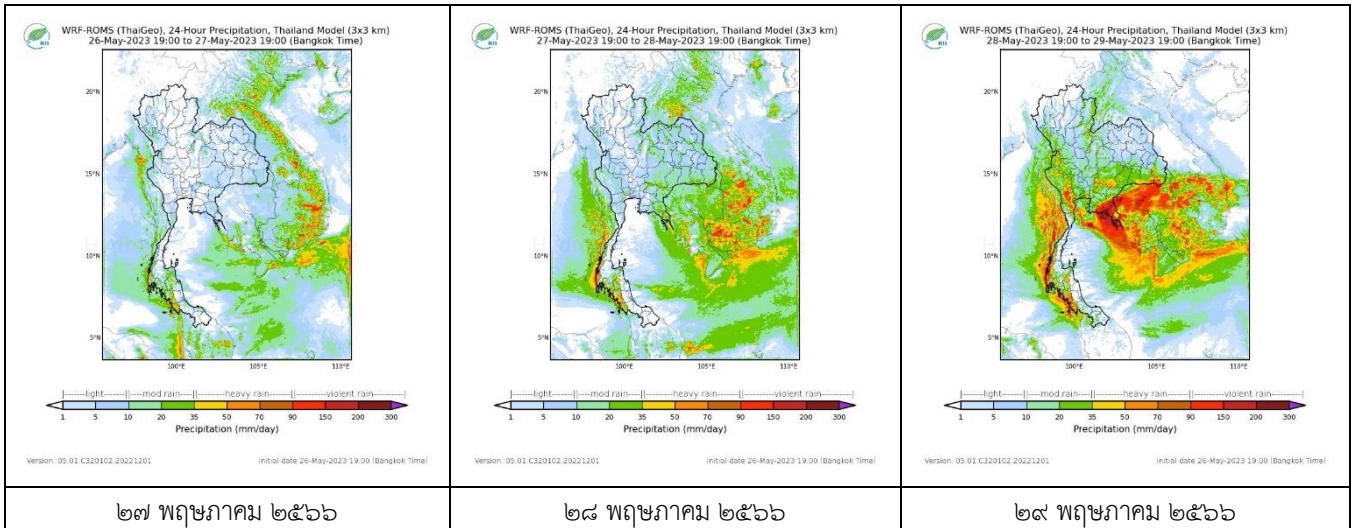 WRF-ROMS (ThaiGeo), 24-Hour Precipitation, Thailand Model (3x3 km)
26-May-2023 19:00 to 27-May-2023 19:00 (Bangkok Time)
HII
20°N
15°N
10°N
5°N
100°E
105°E
110°E
light
mod rain
heavy rain
violent rain
1 5 10 20 35 50 70 90 150 200 300
Precipitation (mm/day)
Version: 05.01.C320102.20221201
initial date 26-May-2023 19:00 (Bangkok Time)
๒๗ พฤษภาคม ๒๕๖๖
WRF-ROMS (ThaiGeo), 24-Hour Precipitation, Thailand Model (3x3 km)
27-May-2023 19:00 to 28-May-2023 19:00 (Bangkok Time)
HII
20°N
15°N
10°N
5°N
100°E
105°E
110°E
light
mod rain
heavy rain
violent rain
1 5 10 20 35 50 70 90 150 200 300
Precipitation (mm/day)
Version: 05.01.C320102.20221201
initial date 26-May-2023 19:00 (Bangkok Time)
๒๘ พฤษภาคม ๒๕๖๖
WRF-ROMS (ThaiGeo), 24-Hour Precipitation, Thailand Model (3x3 km)
28-May-2023 19:00 to 29-May-2023 19:00 (Bangkok Time)
HII
20°N
15°N
10°N
5°N
100°E
105°E
110°E
light
mod rain
heavy rain
violent rain
1 5 10 20 35 50 70 90 150 200 300
Precipitation (mm/day)
Version: 05.01.C320102.20221201
initial date 26-May-2023 19:00 (Bangkok Time)
๒๙ พฤษภาคม ๒๕๖๖